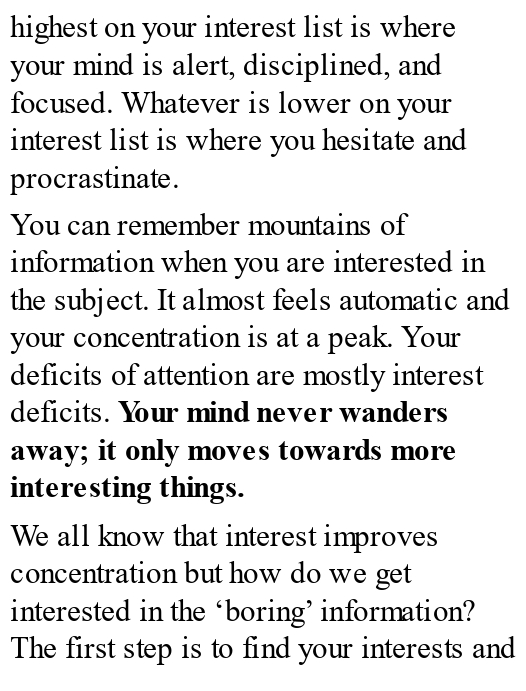 highest on your interest list is where
your mind is alert, disciplined, and
focused. Whatever is lower on your
interest list is where you hesitate and
procrastinate.
You can remember mountains of
information when you are interested in
the subject. It almost feels automatic and
your concentration is at a peak. Your
deficits of attention are mostly interest
deficits. Your mind never wanders
away; it only moves towards more
interesting things.
We all know that interest improves
concentration but how do we get
interested in the ‘boring’ information?
The first step is to find your interests and